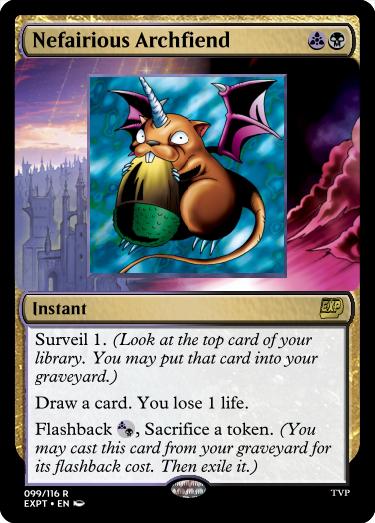 Nefairious Archfiend
EXP
Instant
Surveil 1. (Look at the top card of your
library. You may put that card into your
graveyard.)
Draw a card. You lose 1 life.
Flashback , Sacrifice a token. (You
may cast this card from your graveyard for
its flashback cost. Then exile it.)
099/116 R
EXPT • EN
TVP